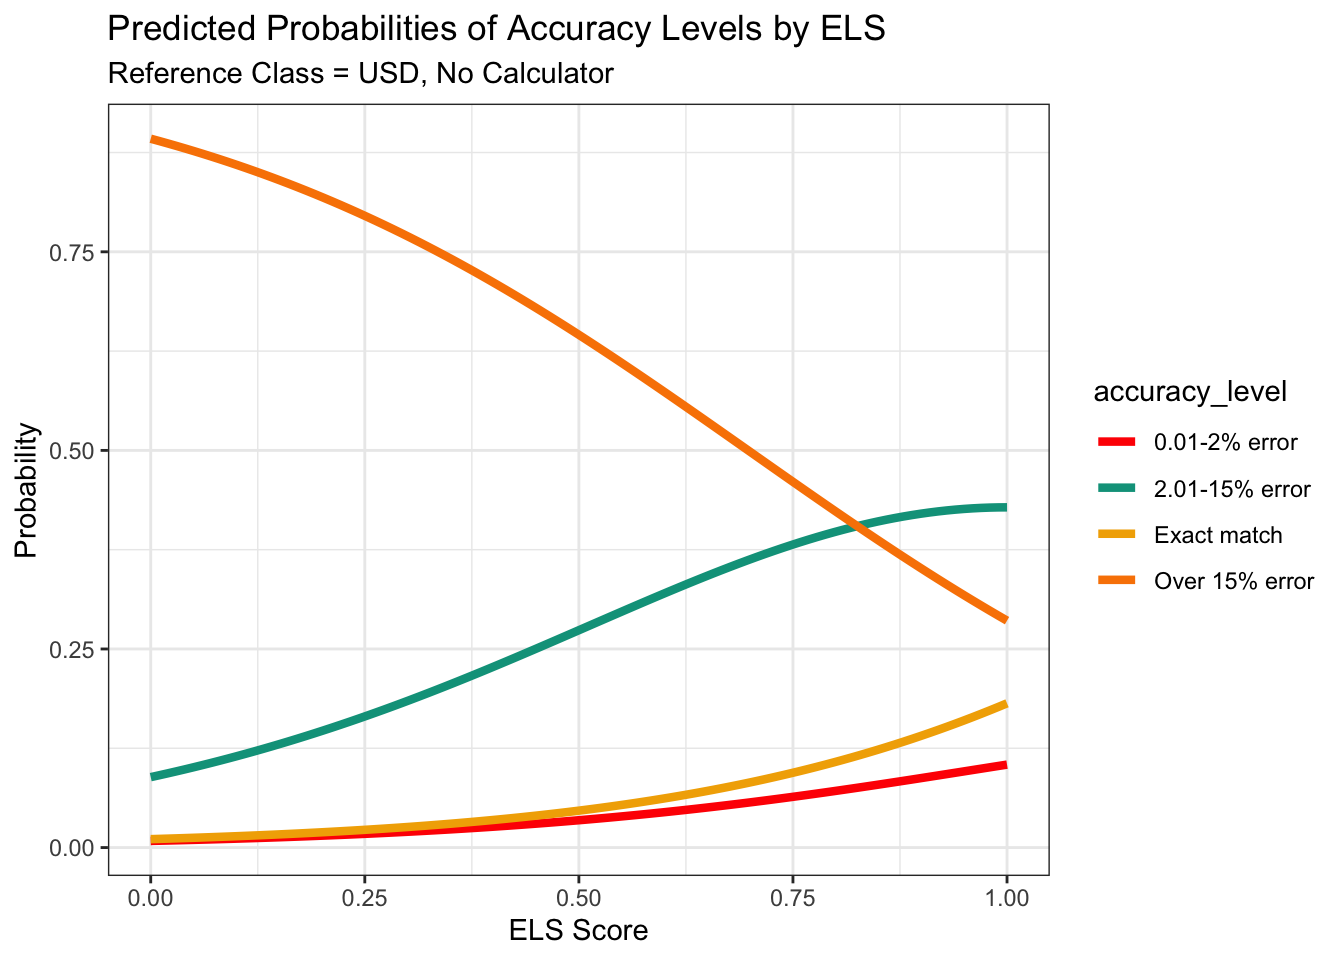 Predicted Probabilities of Accuracy Levels by ELS
Reference Class = USD, No Calculator
Probability
0.75
0.50
0.25
0.00
0.00
0.25
0.50
0.75
1.00
ELS Score
accuracy_level
0.01-2% error
2.01-15% error
Exact match
Over 15% error